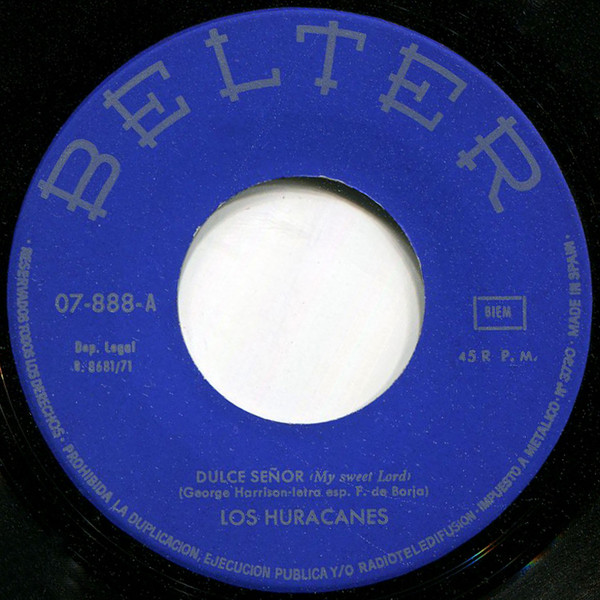 BELTER
07-888-A
BIEM
Dep. Legal
B. 8681/71
45 R. P. M.
DULCE SEÑOR (My sweet Lord)
(George Harrison-letra esp. F. de Borja)
LOS HURACANES
· RESERVADOS TODOS LOS DERECHOS · PROHIBIDA LA DUPLICACION, EJECUCION PUBLICA Y/O RADIOTELEDIFUSION · IMPUESTO A METALICO: Nº 3720 · MADE IN SPAIN ·